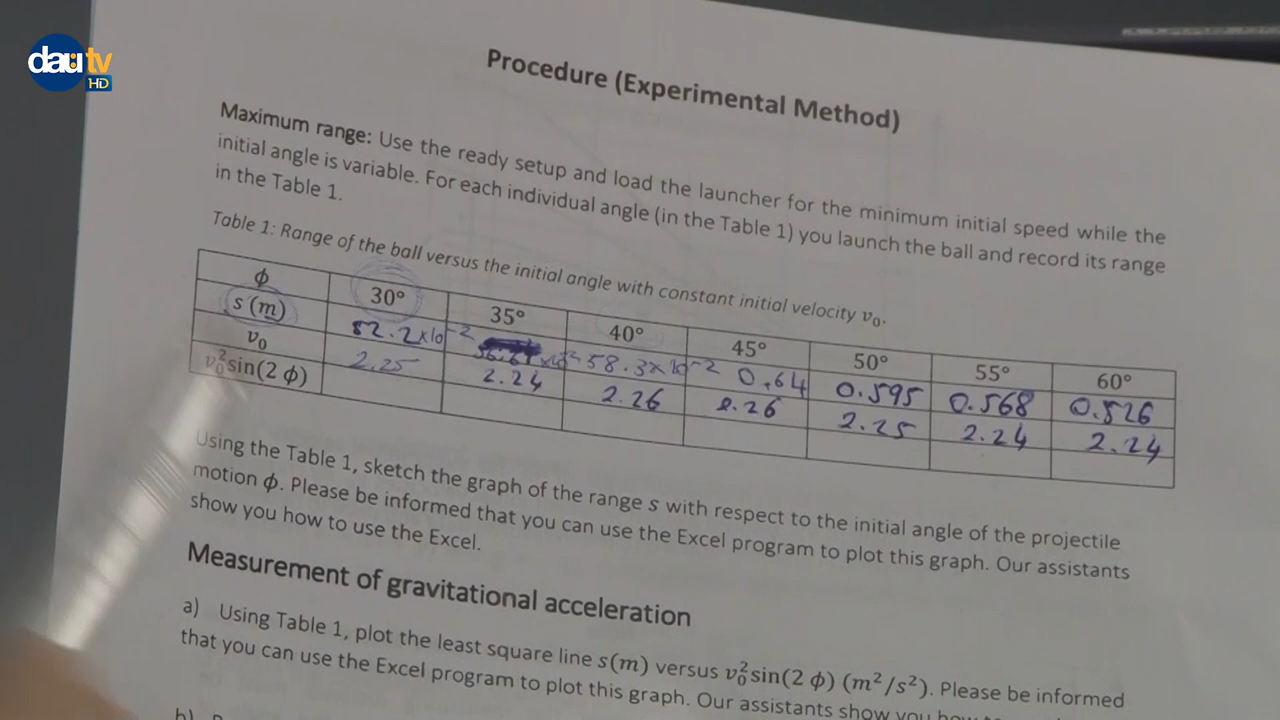 dau:tv
HD
Procedure (Experimental Method)
Maximum range: Use the ready setup and load the launcher for the minimum initial speed while the
initial angle is variable. For each individual angle (in the Table 1) you launch the ball and record its range
in the Table 1.
Table 1: Range of the ball versus the initial angle with constant initial velocity v₀.
ϕ 30° 35° 40° 45° 50° 55° 60°
s (m) 52.2×10⁻² 58.3×10⁻² 0.64 0.595 0.568 0.526
v₀ 2.25 2.24 2.26 2.26 2.25 2.24 2.24
v₀²sin(2 ϕ)
Using the Table 1, sketch the graph of the range s with respect to the initial angle of the projectile
motion ϕ. Please be informed that you can use the Excel program to plot this graph. Our assistants
show you how to use the Excel.
Measurement of gravitational acceleration
a) Using Table 1, plot the least square line s(m) versus v₀²sin(2 ϕ) (m²/s²). Please be informed
that you can use the Excel program to plot this graph. Our assistants show you how
b)